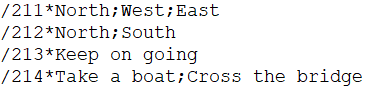 /211*North;West;East
/212*North;South
/213*Keep on going
/214*Take a boat;Cross the bridge